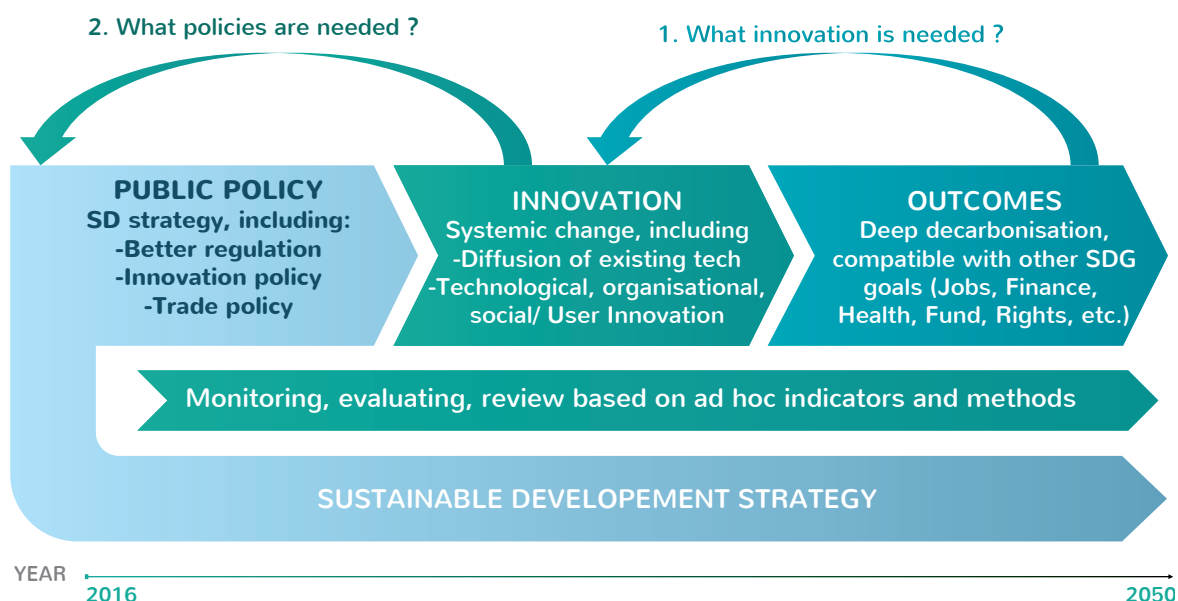 2. What policies are needed ?
1. What innovation is needed ?
PUBLIC POLICY
SD strategy, including:
-Better regulation
-Innovation policy
-Trade policy
INNOVATION
Systemic change, including
-Diffusion of existing tech
-Technological, organisational,
social/ User Innovation
OUTCOMES
Deep decarbonisation,
compatible with other SDG
goals (Jobs, Finance,
Health, Fund, Rights, etc.)
Monitoring, evaluating, review based on ad hoc indicators and methods
SUSTAINABLE DEVELOPEMENT STRATEGY
YEAR
2016
2050